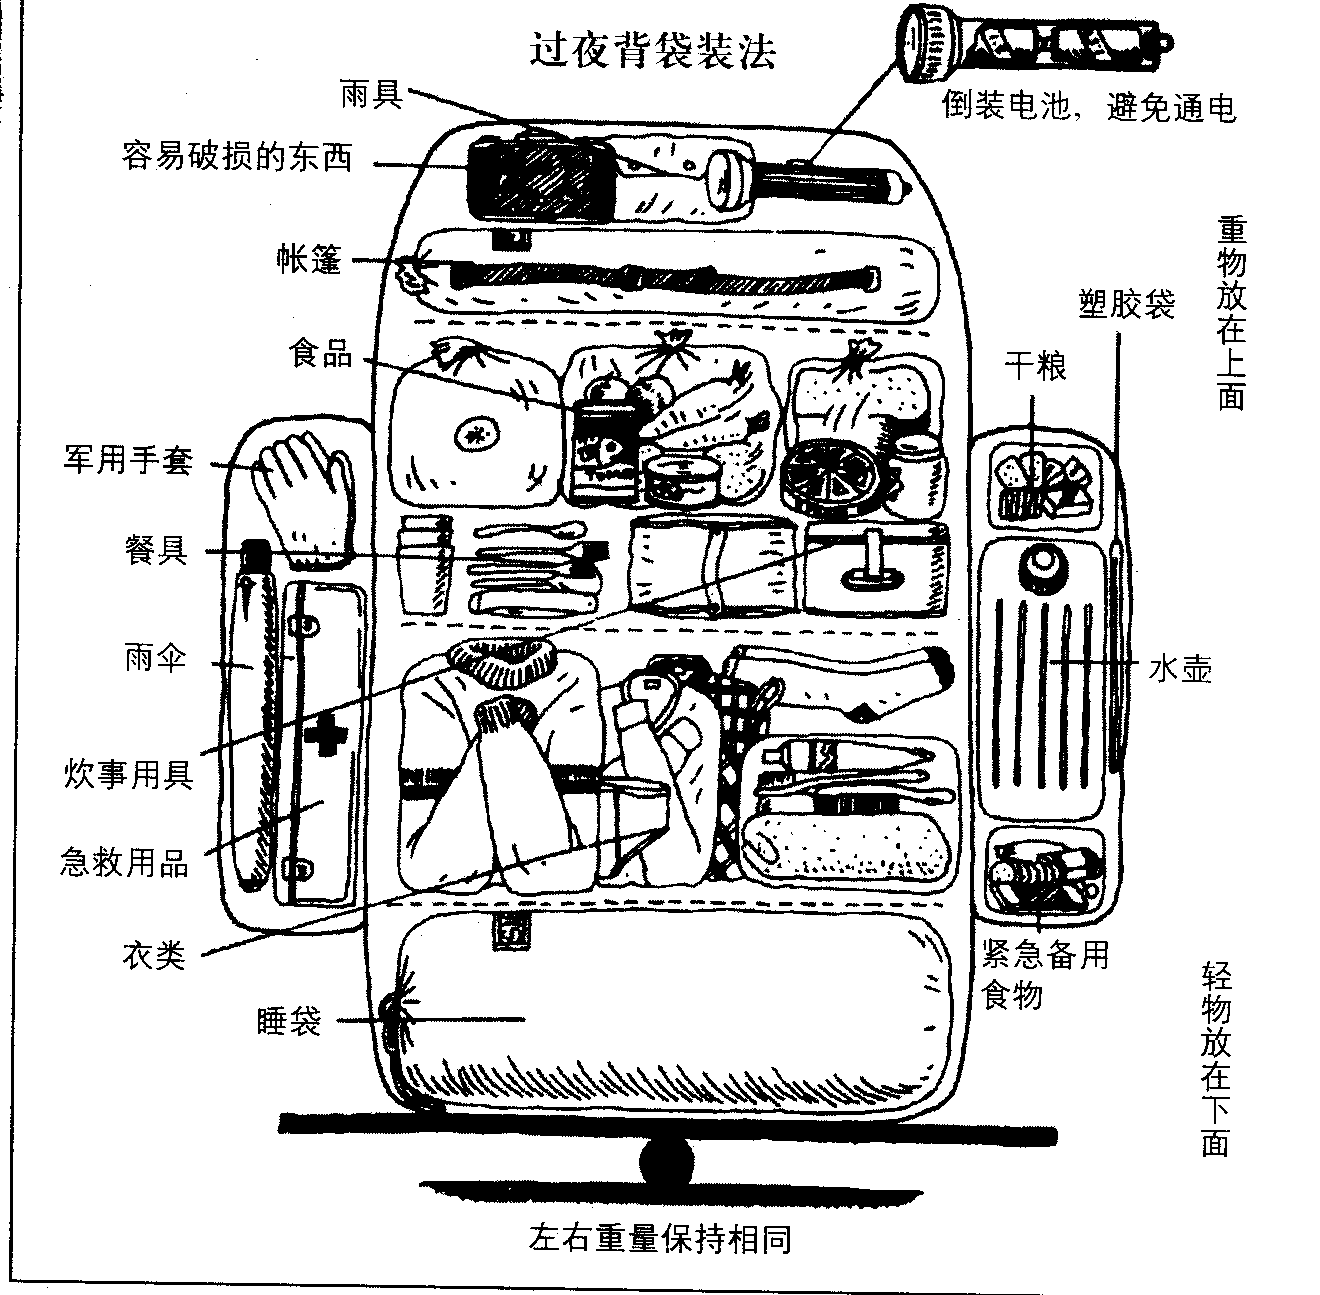 过夜背袋装法
倒装电池，避免通电
雨具
容易破损的东西
帐篷
食品
军用手套
餐具
雨伞
炊事用具
急救用品
衣类
睡袋
重物放在上面
塑胶袋
干粮
水壶
紧急备用
食物
轻物放在下面
左右重量保持相同